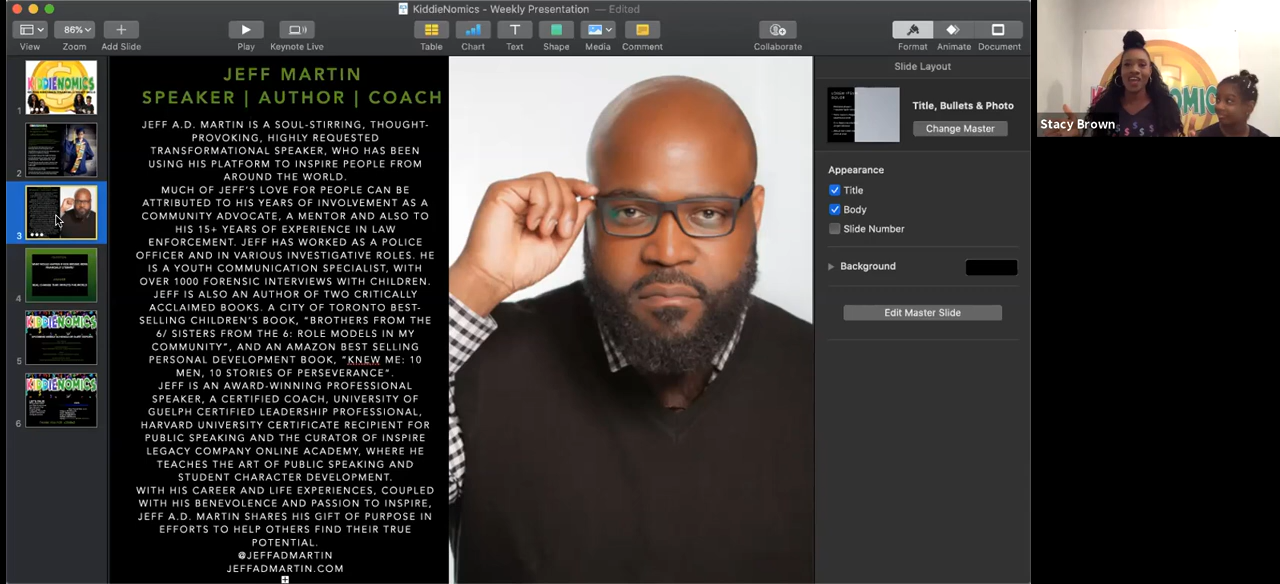 KiddieNomics - Weekly Presentation — Edited
86%
View
Zoom
Add Slide
Play
Keynote Live
Table
Chart
Text
Shape
Media
Comment
Collaborate
Format
Animate
Document
1
KIDDIENOMICS
2
3
4
5
KIDDIENOMICS
6
KIDDIENOMICS
JEFF MARTIN
SPEAKER | AUTHOR | COACH
JEFF A.D. MARTIN IS A SOUL-STIRRING, THOUGHT-
PROVOKING, HIGHLY REQUESTED
TRANSFORMATIONAL SPEAKER, WHO HAS BEEN
USING HIS PLATFORM TO INSPIRE PEOPLE FROM
AROUND THE WORLD.
MUCH OF JEFF'S LOVE FOR PEOPLE CAN BE
ATTRIBUTED TO HIS YEARS OF INVOLVEMENT AS A
COMMUNITY ADVOCATE, A MENTOR AND ALSO TO
HIS 15+ YEARS OF EXPERIENCE IN LAW
ENFORCEMENT. JEFF HAS WORKED AS A POLICE
OFFICER AND IN VARIOUS INVESTIGATIVE ROLES. HE
IS A YOUTH COMMUNICATION SPECIALIST, WITH
OVER 1000 FORENSIC INTERVIEWS WITH CHILDREN.
JEFF IS ALSO AN AUTHOR OF TWO CRITICALLY
ACCLAIMED BOOKS. A CITY OF TORONTO BEST-
SELLING CHILDREN'S BOOK, "BROTHERS FROM THE
6/ SISTERS FROM THE 6: ROLE MODELS IN MY
COMMUNITY", AND AN AMAZON BEST SELLING
PERSONAL DEVELOPMENT BOOK, "KNEW ME: 10
MEN, 10 STORIES OF PERSEVERANCE".
JEFF IS AN AWARD-WINNING PROFESSIONAL
SPEAKER, A CERTIFIED COACH, UNIVERSITY OF
GUELPH CERTIFIED LEADERSHIP PROFESSIONAL,
HARVARD UNIVERSITY CERTIFICATE RECIPIENT FOR
PUBLIC SPEAKING AND THE CURATOR OF INSPIRE
LEGACY COMPANY ONLINE ACADEMY, WHERE HE
TEACHES THE ART OF PUBLIC SPEAKING AND
STUDENT CHARACTER DEVELOPMENT.
WITH HIS CAREER AND LIFE EXPERIENCES, COUPLED
WITH HIS BENEVOLENCE AND PASSION TO INSPIRE,
JEFF A.D. MARTIN SHARES HIS GIFT OF PURPOSE IN
EFFORTS TO HELP OTHERS FIND THEIR TRUE
POTENTIAL.
@JEFFADMARTIN
JEFFADMARTIN.COM
Slide Layout
Title, Bullets & Photo
Change Master
Appearance
Title
Body
Slide Number
Background
Edit Master Slide
Stacy Brown